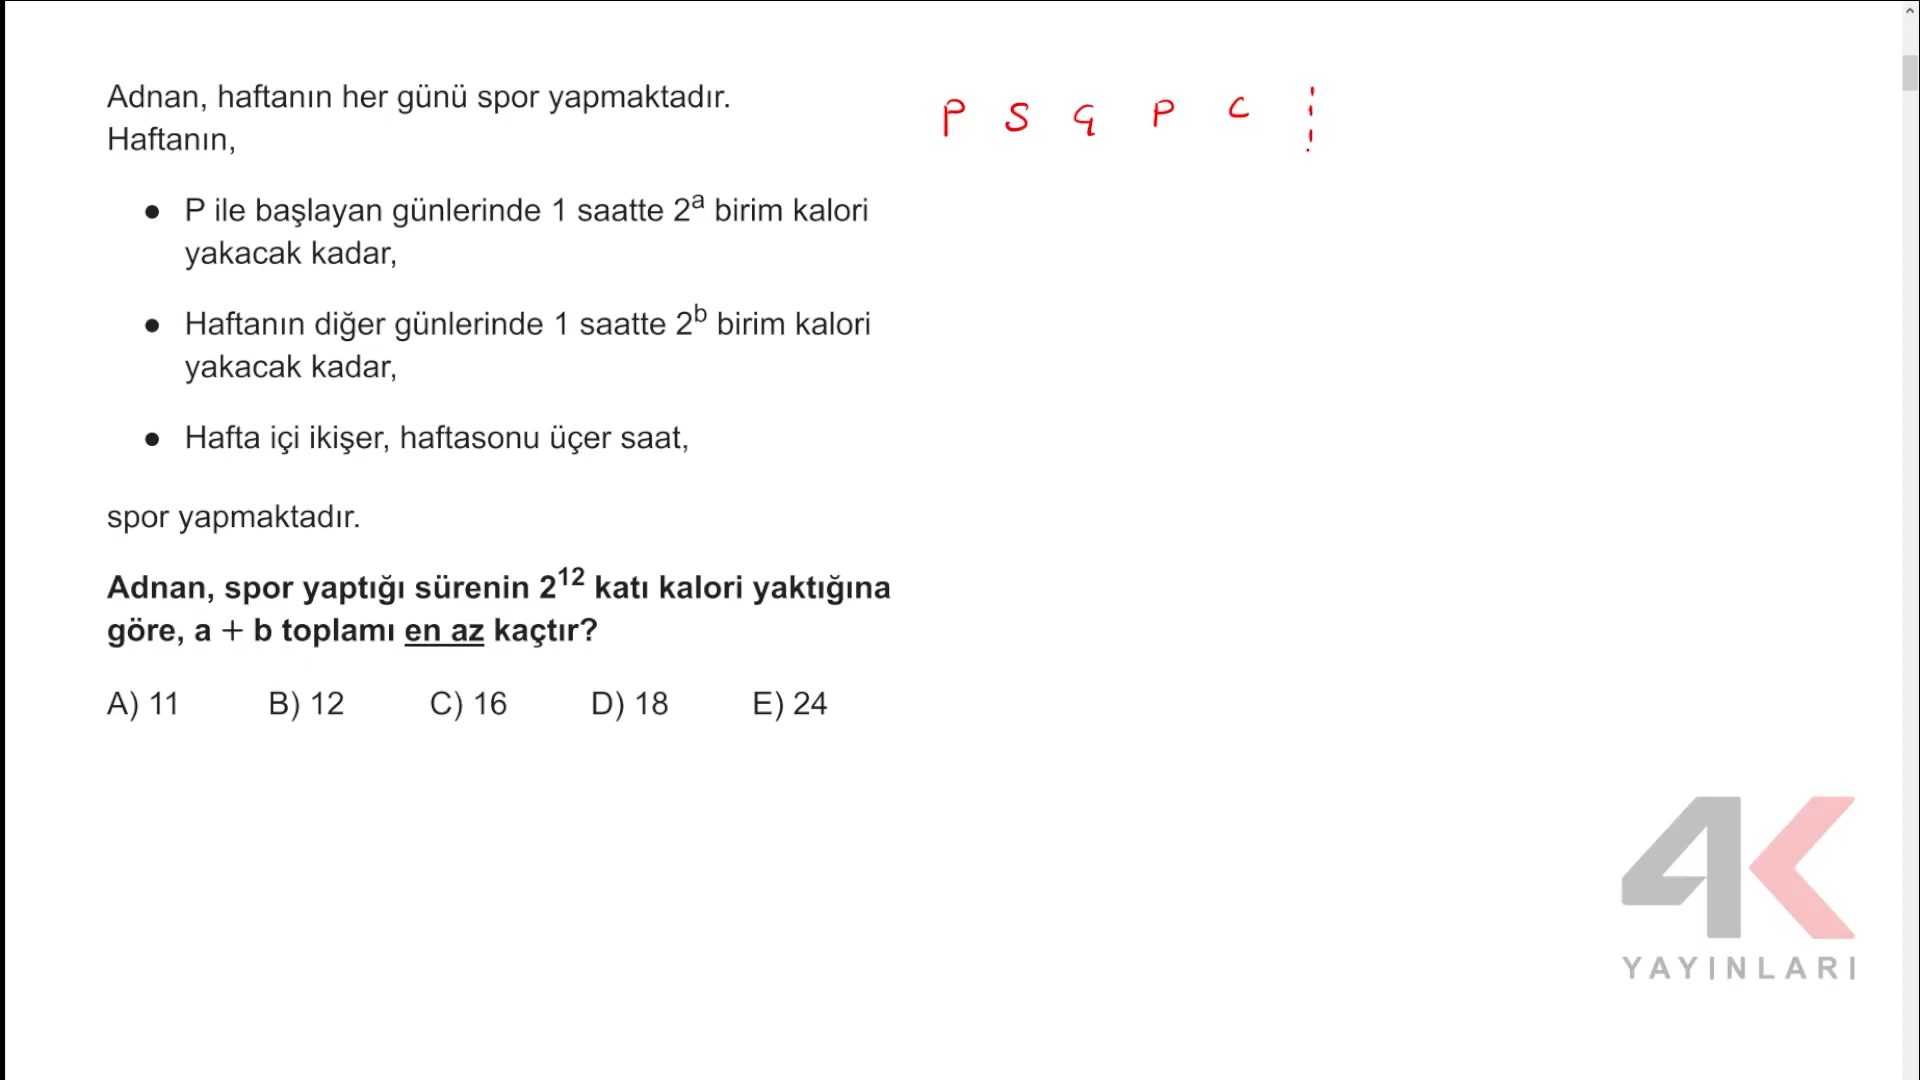 Adnan, haftanın her günü spor yapmaktadır.
Haftanın,
P S Ç P C
● P ile başlayan günlerinde 1 saatte 2ᵃ birim kalori
yakacak kadar,
● Haftanın diğer günlerinde 1 saatte 2ᵇ birim kalori
yakacak kadar,
● Hafta içi ikişer, haftasonu üçer saat,
spor yapmaktadır.
Adnan, spor yaptığı sürenin 2¹² katı kalori yaktığına
göre, a + b toplamı en az kaçtır?
A) 11 B) 12 C) 16 D) 18 E) 24
4K
YAYINLARI